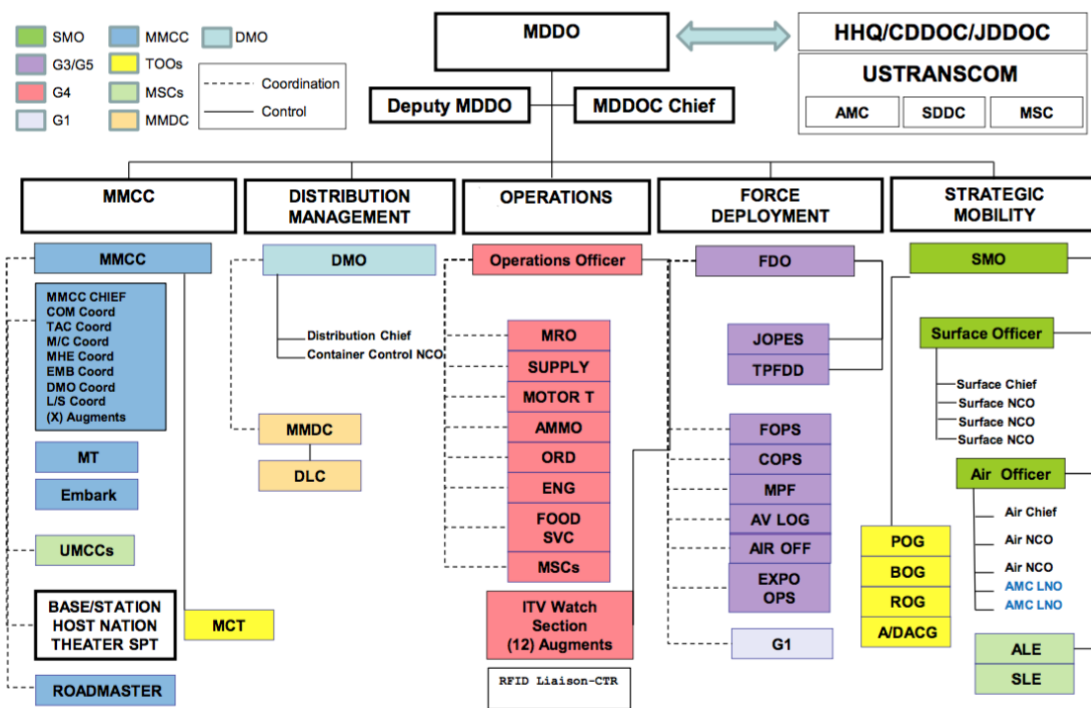 SMO
MMCC
DMO
G3/G5
TOOs
G4
MSCs
G1
MMDC
Coordination
Control
MDDO
Deputy MDDO
MDDOC Chief
HHQ/CDDOC/JDDOC
USTRANSCOM
AMC
SDDC
MSC
MMCC
DISTRIBUTION
MANAGEMENT
OPERATIONS
FORCE
DEPLOYMENT
STRATEGIC
MOBILITY
MMCC
MMCC CHIEF
COM Coord
TAC Coord
M/C Coord
MHE Coord
EMB Coord
DMO Coord
L/S Coord
(X) Augments
MT
Embark
UMCCs
BASE/STATION
HOST NATION
THEATER SPT
MCT
ROADMASTER
DMO
Distribution Chief
Container Control NCO
MMDC
DLC
Operations Officer
MRO
SUPPLY
MOTOR T
AMMO
ORD
ENG
FOOD
SVC
MSCs
ITV Watch
Section
(12) Augments
RFID Liaison-CTR
FDO
JOPES
TPFDD
FOPS
COPS
MPF
AV LOG
AIR OFF
EXPO
OPS
G1
SMO
Surface Officer
Surface Chief
Surface NCO
Surface NCO
Surface NCO
Air Officer
Air Chief
Air NCO
Air NCO
AMC LNO
AMC LNO
POG
BOG
ROG
A/DACG
ALE
SLE